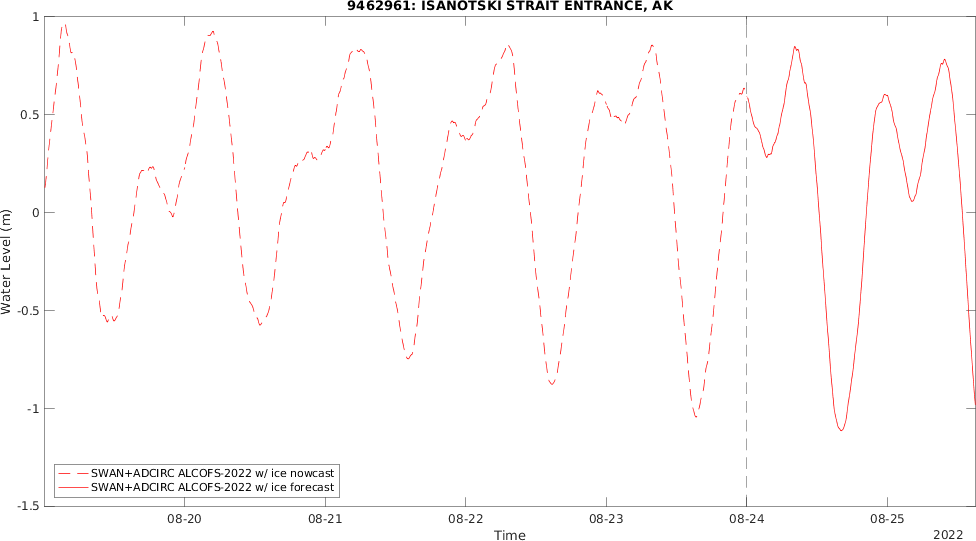 9462961: ISANOTSKI STRAIT ENTRANCE, AK
1
0.5
0
-0.5
-1
-1.5
Water Level (m)
SWAN+ADCIRC ALCOFS-2022 w/ ice nowcast
SWAN+ADCIRC ALCOFS-2022 w/ ice forecast
08-20
08-21
08-22
08-23
08-24
08-25
Time
2022